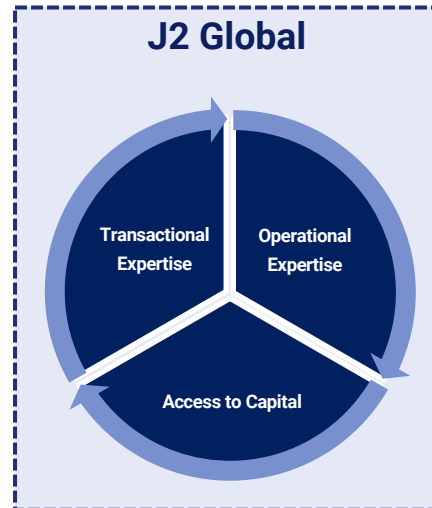 J2 Global
Transactional
Expertise
Operational
Expertise
Access to Capital